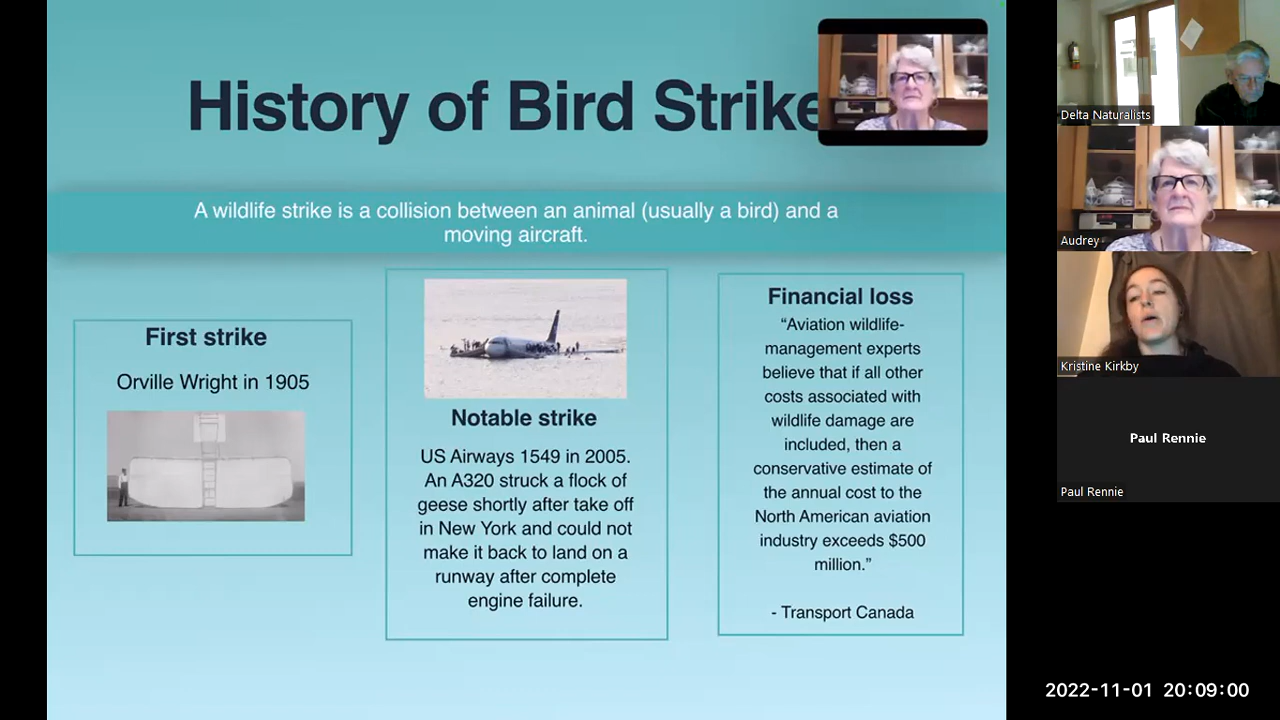 History of Bird Strike
A wildlife strike is a collision between an animal (usually a bird) and a
moving aircraft.
First strike
Orville Wright in 1905
Notable strike
US Airways 1549 in 2005.
An A320 struck a flock of
geese shortly after take off
in New York and could not
make it back to land on a
runway after complete
engine failure.
Financial loss
“Aviation wildlife-
management experts
believe that if all other
costs associated with
wildlife damage are
included, then a
conservative estimate of
the annual cost to the
North American aviation
industry exceeds $500
million.”
- Transport Canada
Delta Naturalists
Audrey
Kristine Kirkby
Paul Rennie
Paul Rennie
2022-11-01 20:09:00